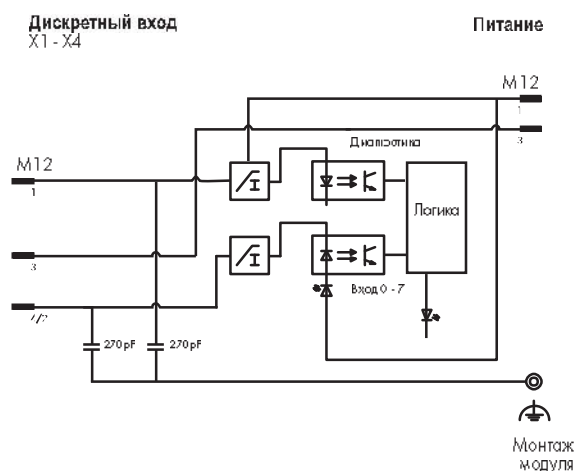 Дискретный вход
X1 - X4
Питание
M12
1
3
Диагностика
M12
1
Логика
3
Вход 0 - 7
4/2
270pF
270pF
Монтаж
модуля